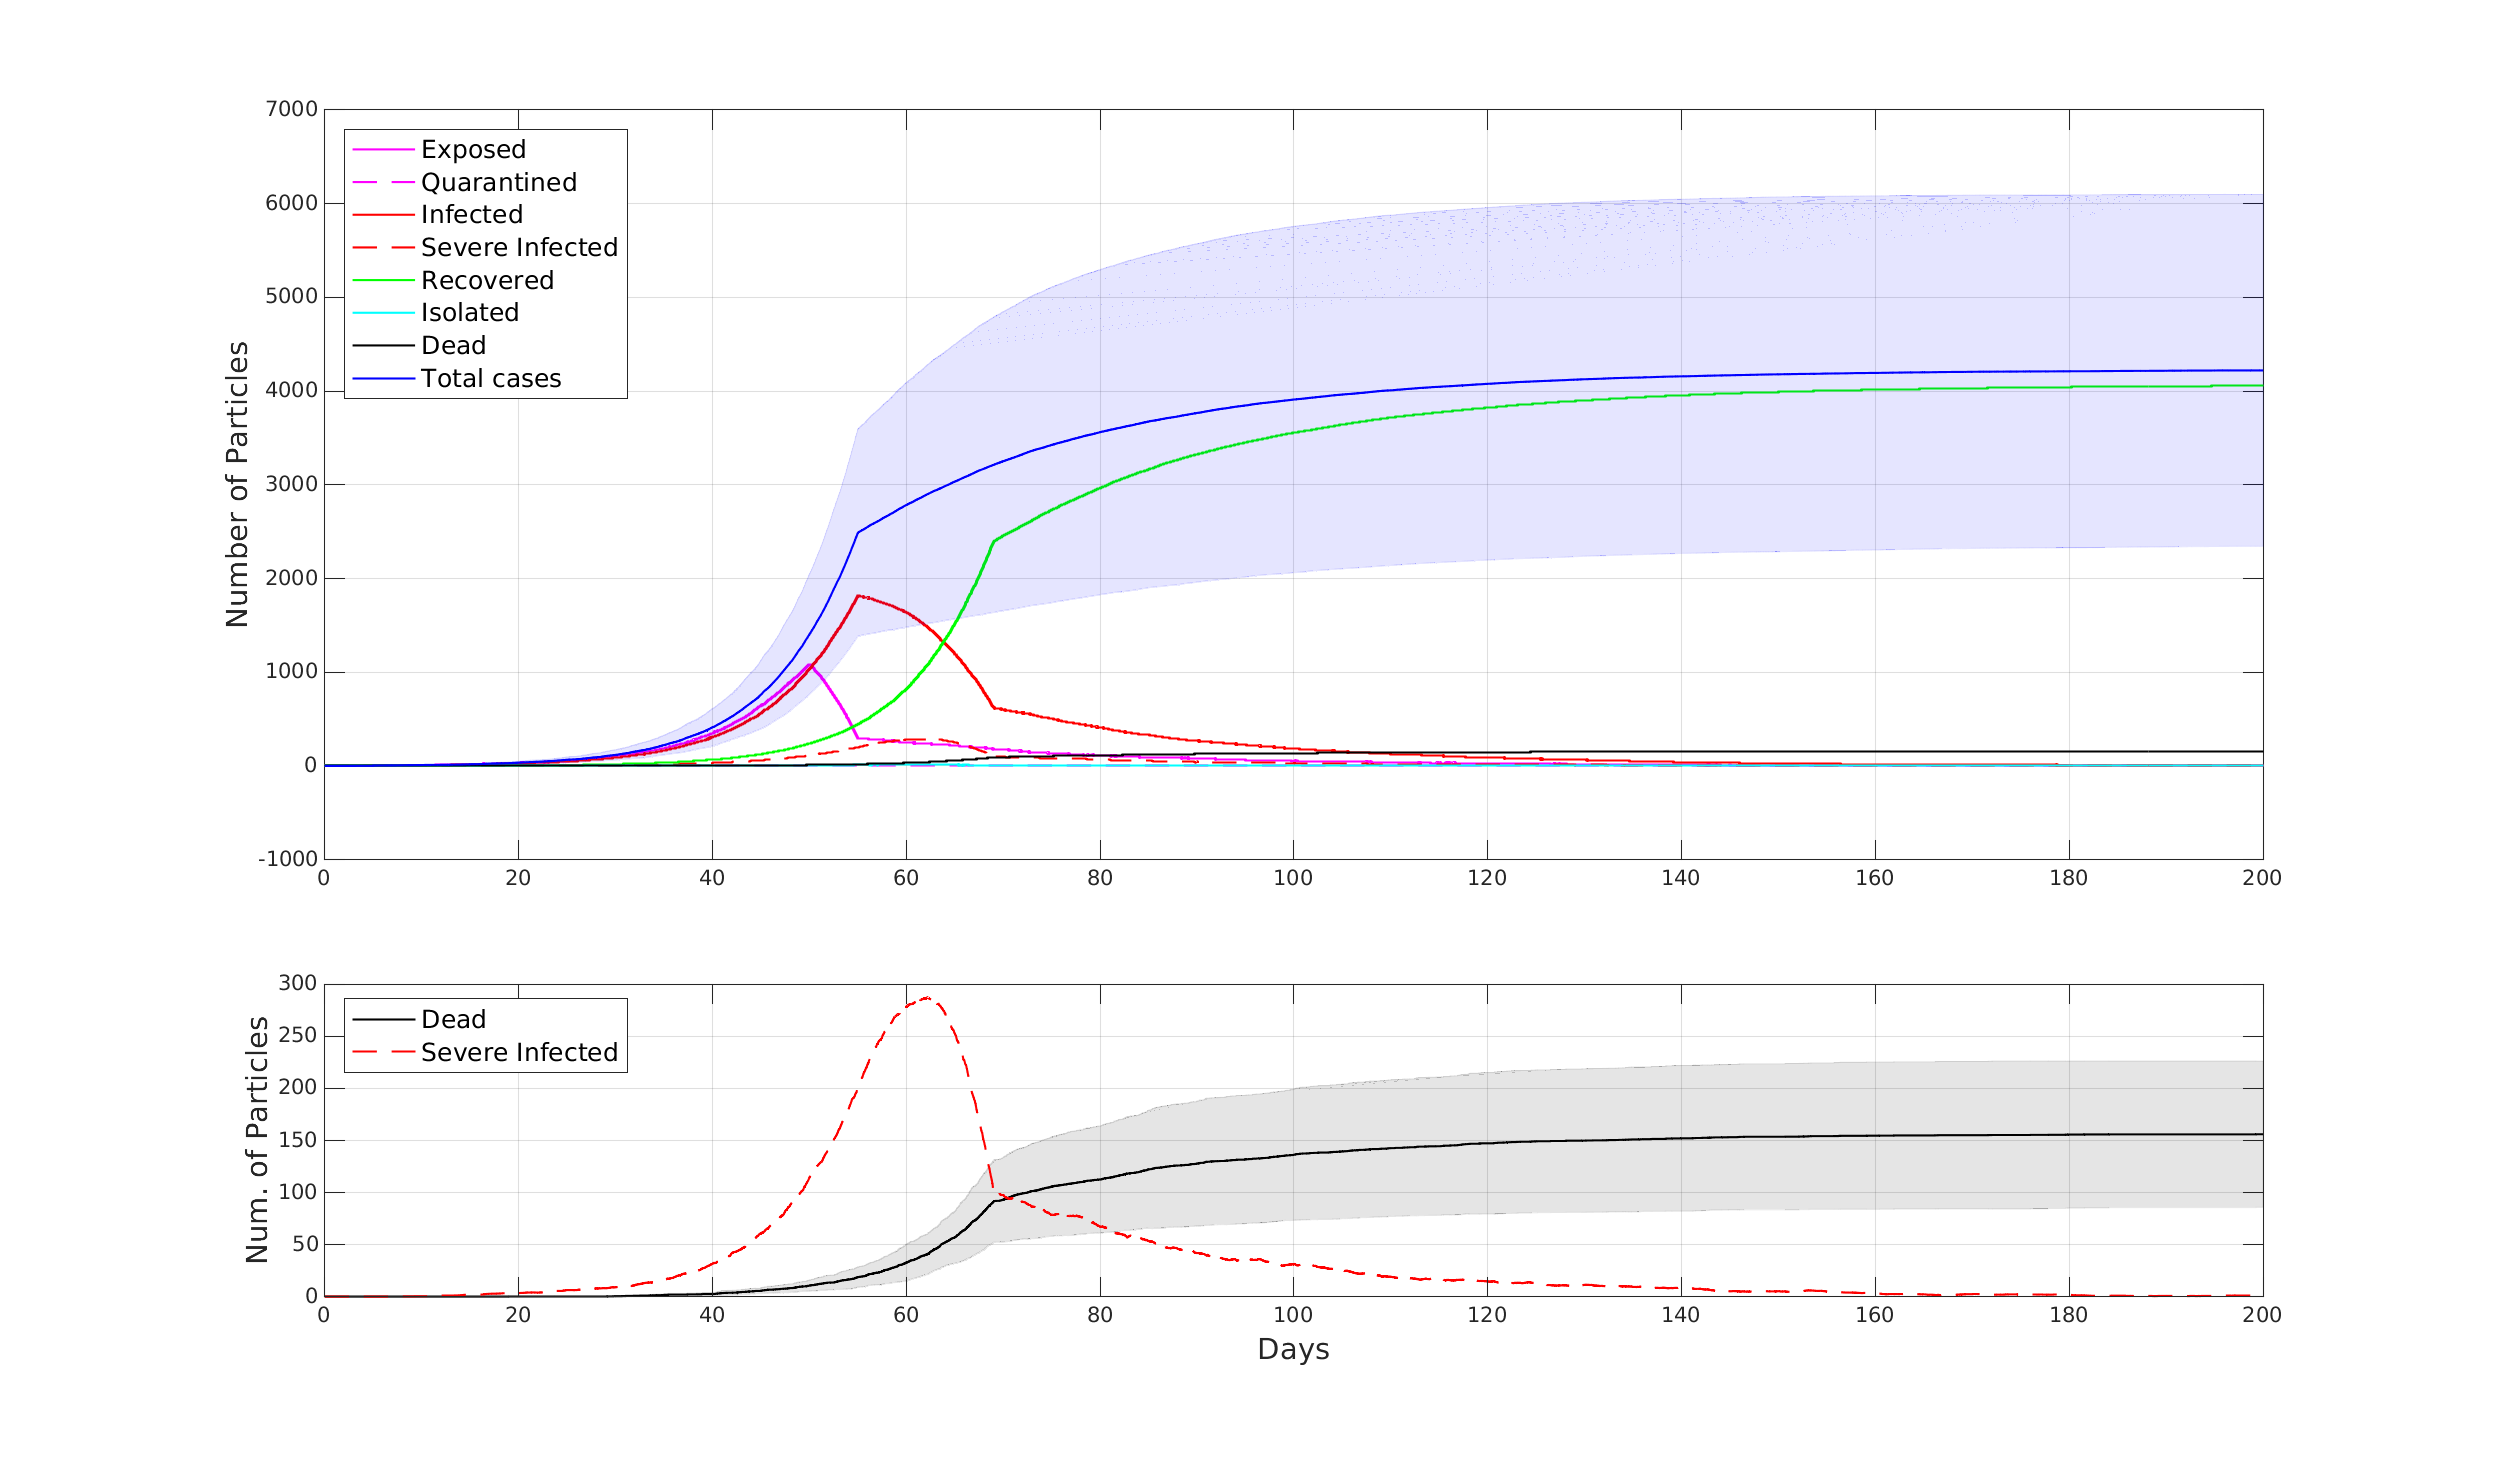 7000
6000
5000
4000
3000
2000
1000
0
-1000
Number of Particles
Exposed
Quarantined
Infected
Severe Infected
Recovered
Isolated
Dead
Total cases
0 20 40 60 80 100 120 140 160 180 200
300
250
200
150
100
50
0
Num. of Particles
Dead
Severe Infected
0 20 40 60 80 100 120 140 160 180 200
Days